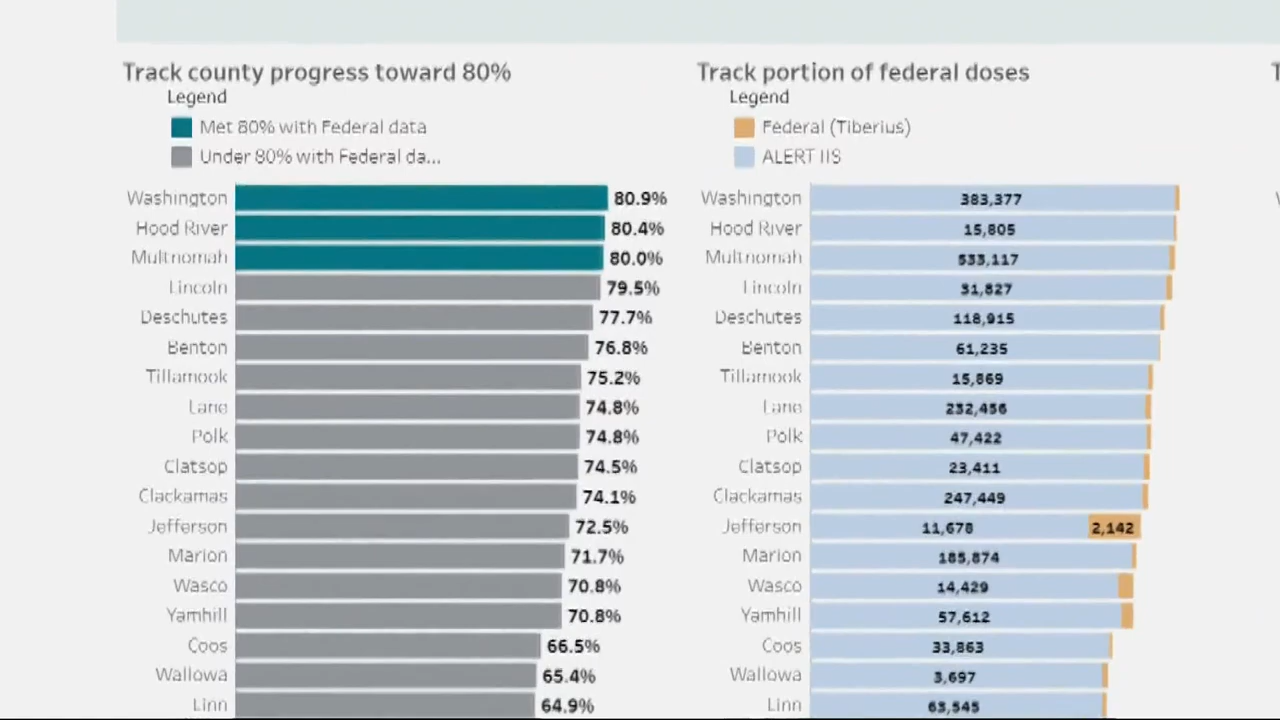 Track county progress toward 80%
Legend
Met 80% with Federal data
Under 80% with Federal da...
Washington 80.9%
Hood River 80.4%
Multnomah 80.0%
Lincoln 79.5%
Deschutes 77.7%
Benton 76.8%
Tillamook 75.2%
Lane 74.8%
Polk 74.8%
Clatsop 74.5%
Clackamas 74.1%
Jefferson 72.5%
Marion 71.7%
Wasco 70.8%
Yamhill 70.8%
Coos 66.5%
Wallowa 65.4%
Linn 64.9%
Track portion of federal doses
Legend
Federal (Tiberius)
ALERT IIS
Washington 383,377
Hood River 15,805
Multnomah 533,117
Lincoln 31,827
Deschutes 118,915
Benton 61,235
Tillamook 15,869
Lane 232,456
Polk 47,422
Clatsop 23,411
Clackamas 247,449
Jefferson 11,678 2,142
Marion 185,874
Wasco 14,429
Yamhill 57,612
Coos 33,863
Wallowa 3,697
Linn 63,545